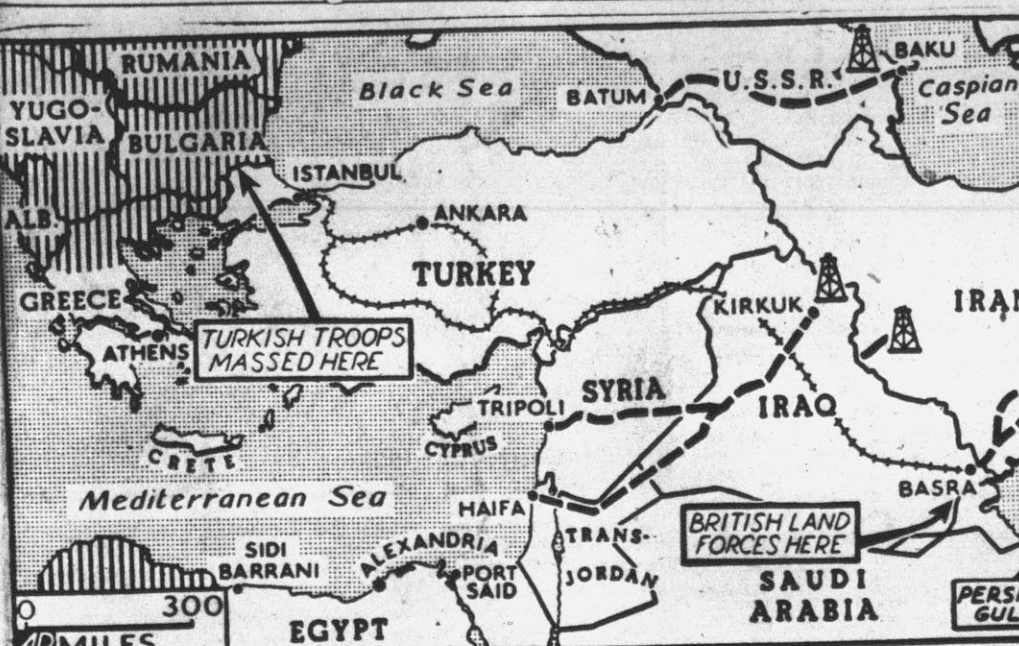 RUMANIA
YUGO-
SLAVIA
BULGARIA
ALB.
GREECE
ATHENS
Black Sea
BATUM
U.S.S.R.
BAKU
Caspian
Sea
ISTANBUL
ANKARA
TURKEY
TURKISH TROOPS
MASSED HERE
KIRKUK
IRAN
SYRIA
TRIPOLI
CYPRUS
IRAQ
CRETE
Mediterranean Sea
HAIFA
BASRA
BRITISH LAND
FORCES HERE
TRANS-
JORDAN
SAUDI
ARABIA
PERSI
GUL
SIDI
BARRANI
ALEXANDRIA
PORT
SAID
EGYPT
0 300
AP MILES